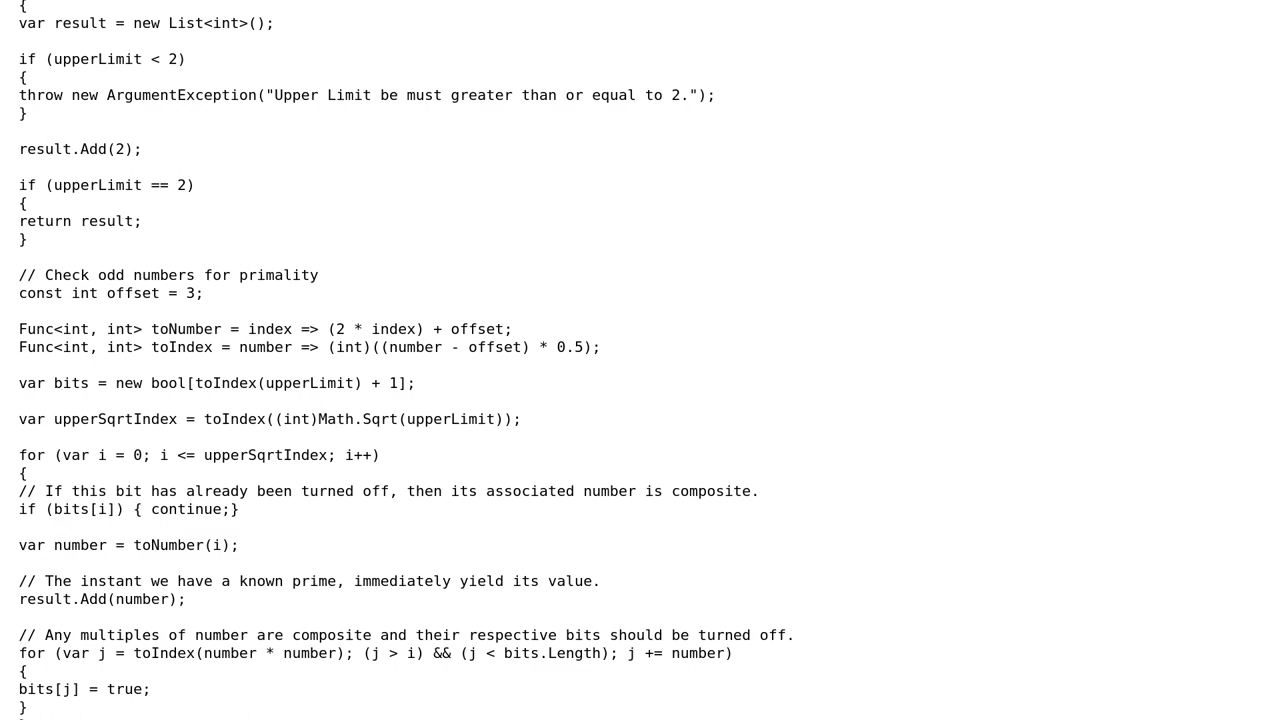 {
var result = new List<int>();
if (upperLimit < 2)
{
throw new ArgumentException("Upper Limit be must greater than or equal to 2.");
}
result.Add(2);
if (upperLimit == 2)
{
return result;
}
// Check odd numbers for primality
const int offset = 3;
Func<int, int> toNumber = index => (2 * index) + offset;
Func<int, int> toIndex = number => (int)((number - offset) * 0.5);
var bits = new bool[toIndex(upperLimit) + 1];
var upperSqrtIndex = toIndex((int)Math.Sqrt(upperLimit));
for (var i = 0; i <= upperSqrtIndex; i++)
{
// If this bit has already been turned off, then its associated number is composite.
if (bits[i]) { continue;}
var number = toNumber(i);
// The instant we have a known prime, immediately yield its value.
result.Add(number);
// Any multiples of number are composite and their respective bits should be turned off.
for (var j = toIndex(number * number); (j > i) && (j < bits.Length); j += number)
{
bits[j] = true;
}